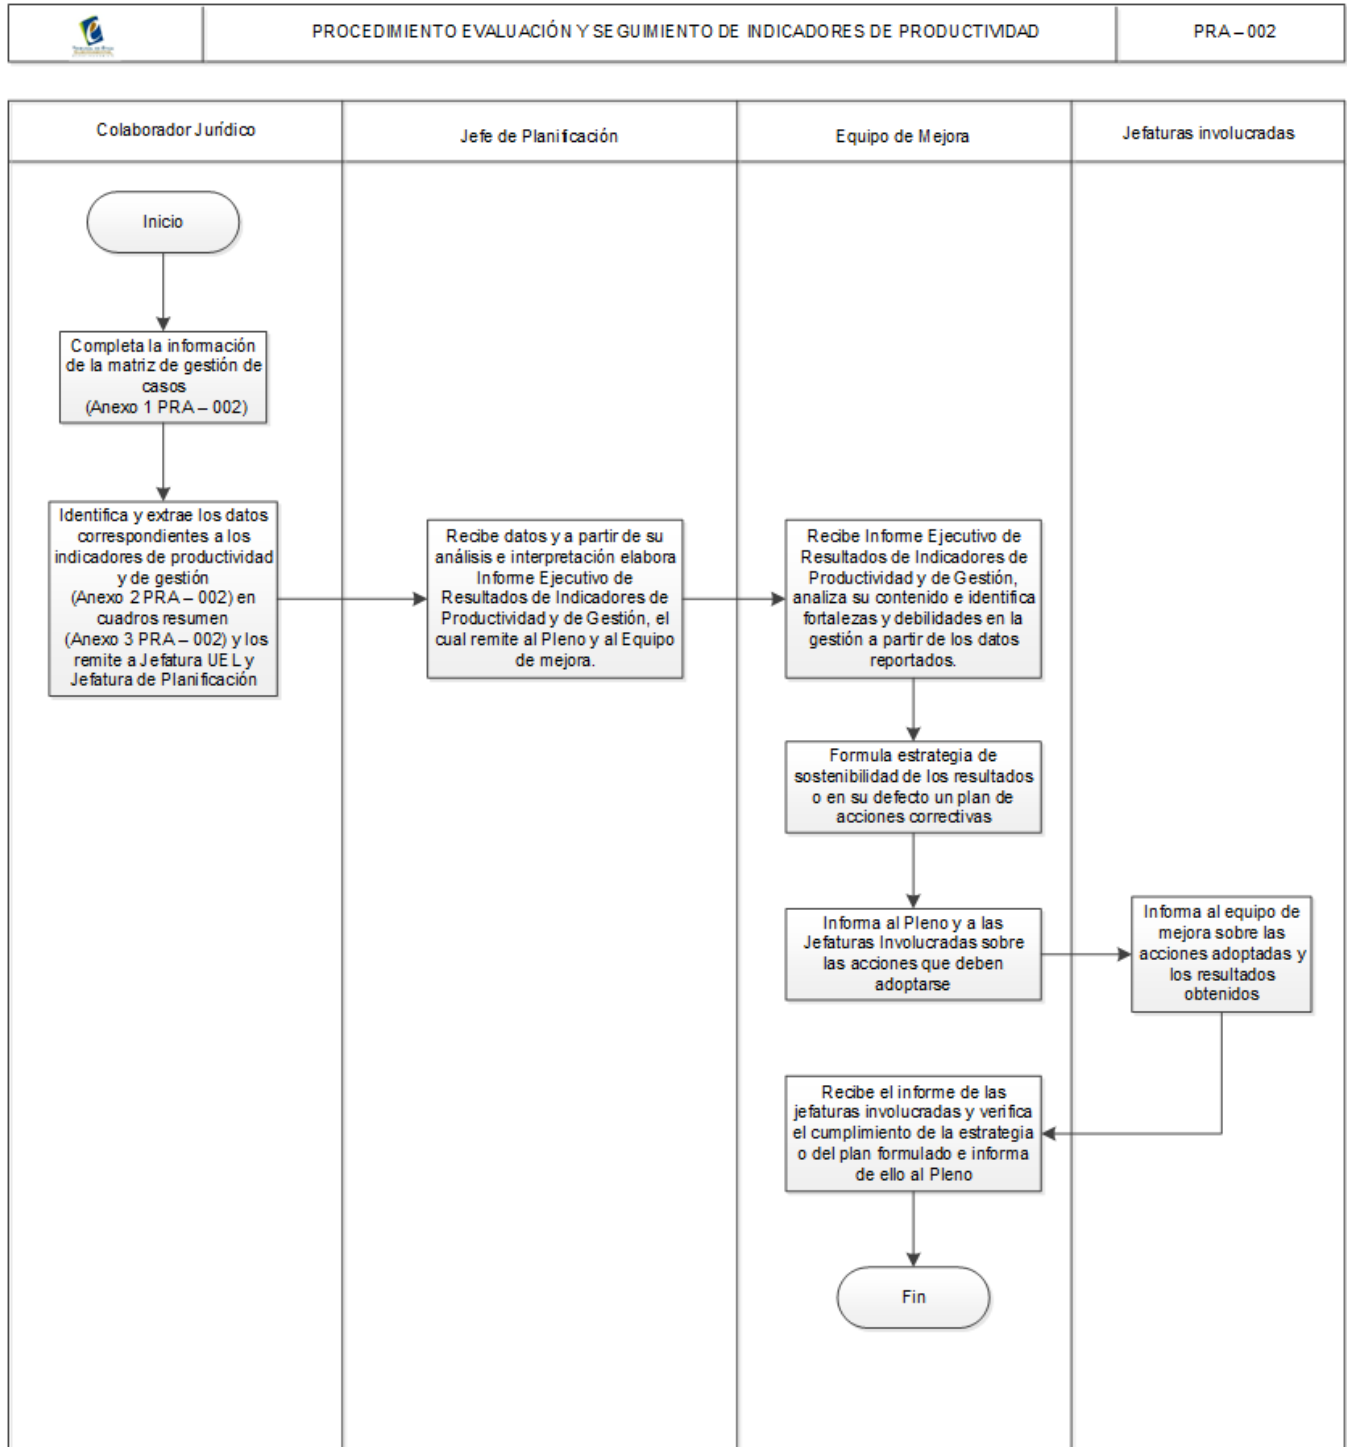 PROCEDIMIENTO EVALUACIÓN Y SEGUIMIENTO DE INDICADORES DE PRODUCTIVIDAD
PRA – 002
Colaborador Jurídico
Jefe de Planificación
Equipo de Mejora
Jefaturas involucradas
Inicio
Completa la información
de la matriz de gestión de
casos
(Anexo 1 PRA – 002)
Identifica y extrae los datos
correspondientes a los
indicadores de productividad
y de gestión
(Anexo 2 PRA – 002) en
cuadros resumen
(Anexo 3 PRA – 002) y los
remite a Jefatura UEL y
Jefatura de Planificación
Recibe datos y a partir de su
análisis e interpretación elabora
Informe Ejecutivo de
Resultados de Indicadores de
Productividad y de Gestión, el
cual remite al Pleno y al Equipo
de mejora.
Recibe Informe Ejecutivo de
Resultados de Indicadores de
Productividad y de Gestión,
analiza su contenido e identifica
fortalezas y debilidades en la
gestión a partir de los datos
reportados.
Formula estrategia de
sostenibilidad de los resultados
o en su defecto un plan de
acciones correctivas
Informa al Pleno y a las
Jefaturas Involucradas sobre
las acciones que deben
adoptarse
Informa al equipo de
mejora sobre las
acciones adoptadas y
los resultados
obtenidos
Recibe el informe de las
jefaturas involucradas y verifica
el cumplimiento de la estrategia
o del plan formulado e informa
de ello al Pleno
Fin